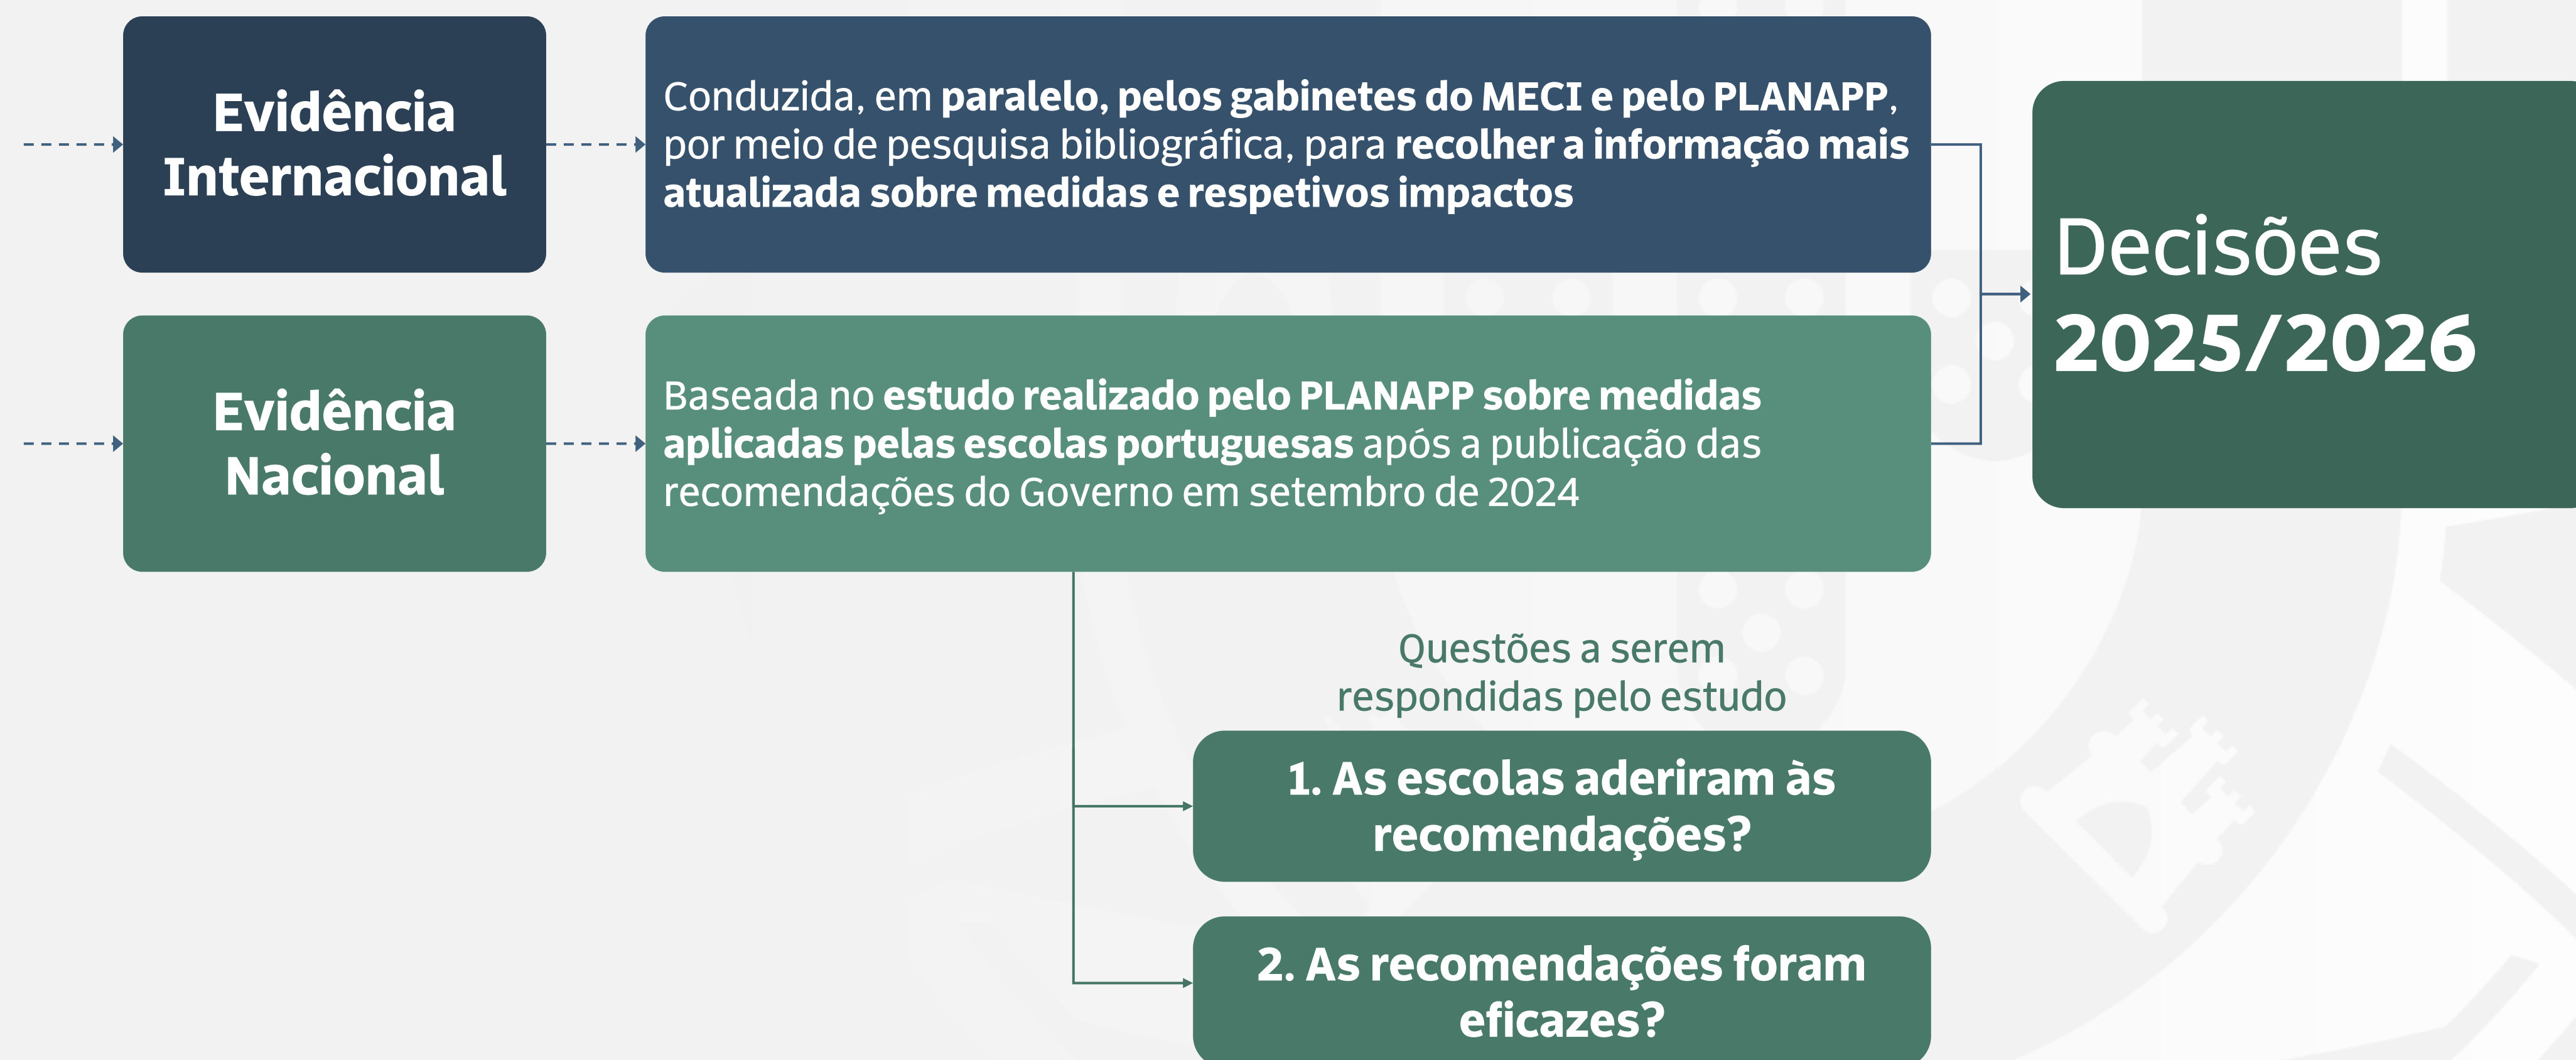 Evidência
Internacional
Conduzida, em paralelo, pelos gabinetes do MECI e pelo PLANAPP,
por meio de pesquisa bibliográfica, para recolher a informação mais
atualizada sobre medidas e respetivos impactos
Decisões
2025/2026
Evidência
Nacional
Baseada no estudo realizado pelo PLANAPP sobre medidas
aplicadas pelas escolas portuguesas após a publicação das
recomendações do Governo em setembro de 2024
Questões a serem
respondidas pelo estudo
1. As escolas aderiram às
recomendações?
2. As recomendações foram
eficazes?